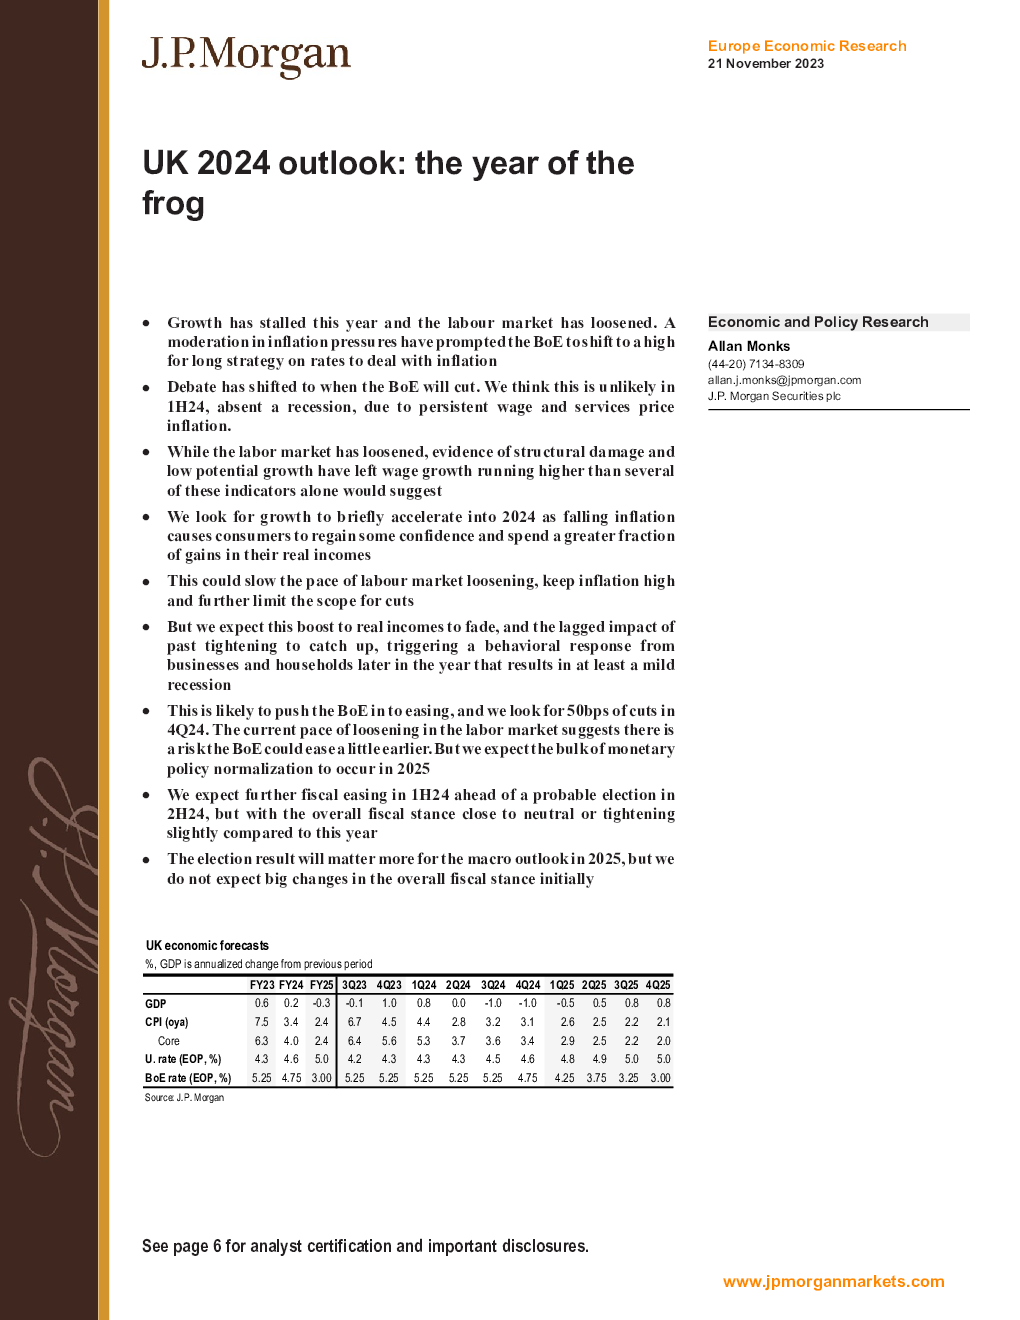 J.P.Morgan
Europe Economic Research
21 November 2023
UK 2024 outlook: the year of the
frog
• Growth has stalled this year and the labour market has loosened. A
moderation in inflation pressures have prompted the BoE to shift to a high
for long strategy on rates to deal with inflation
• Debate has shifted to when the BoE will cut. We think this is unlikely in
1H24, absent a recession, due to persistent wage and services price
inflation.
• While the labor market has loosened, evidence of structural damage and
low potential growth have left wage growth running higher than several
of these indicators alone would suggest
• We look for growth to briefly accelerate into 2024 as falling inflation
causes consumers to regain some confidence and spend a greater fraction
of gains in their real incomes
• This could slow the pace of labour market loosening, keep inflation high
and further limit the scope for cuts
• But we expect this boost to real incomes to fade, and the lagged impact of
past tightening to catch up, triggering a behavioral response from
businesses and households later in the year that results in at least a mild
recession
• This is likely to push the BoE in to easing, and we look for 50bps of cuts in
4Q24. The current pace of loosening in the labor market suggests there is
a risk the BoE could ease a little earlier. But we expect the bulk of monetary
policy normalization to occur in 2025
• We expect further fiscal easing in 1H24 ahead of a probable election in
2H24, but with the overall fiscal stance close to neutral or tightening
slightly compared to this year
• The election result will matter more for the macro outlook in 2025, but we
do not expect big changes in the overall fiscal stance initially
Economic and Policy Research
Allan Monks
(44-20) 7134-8309
allan.j.monks@jpmorgan.com
J.P. Morgan Securities plc
UK economic forecasts
%, GDP is annualized change from previous period
FY23 FY24 FY25 3Q23 4Q23 1Q24 2Q24 3Q24 4Q24 1Q25 2Q25 3Q25 4Q25
GDP 0.6 0.2 -0.3 -0.1 1.0 0.8 0.0 -1.0 -1.0 -0.5 0.5 0.8 0.8
CPI (oya) 7.5 3.4 2.4 6.7 4.5 4.4 2.8 3.2 3.1 2.6 2.5 2.2 2.1
Core 6.3 4.0 2.4 6.4 5.6 5.3 3.7 3.6 3.4 2.9 2.5 2.2 2.0
U. rate (EOP, %) 4.3 4.6 5.0 4.2 4.3 4.3 4.3 4.5 4.6 4.8 4.9 5.0 5.0
BoE rate (EOP, %) 5.25 4.75 3.00 5.25 5.25 5.25 5.25 5.25 4.75 4.25 3.75 3.25 3.00
Source: J.P. Morgan
J.P. Morgan
See page 6 for analyst certification and important disclosures.
www.jpmorganmarkets.com